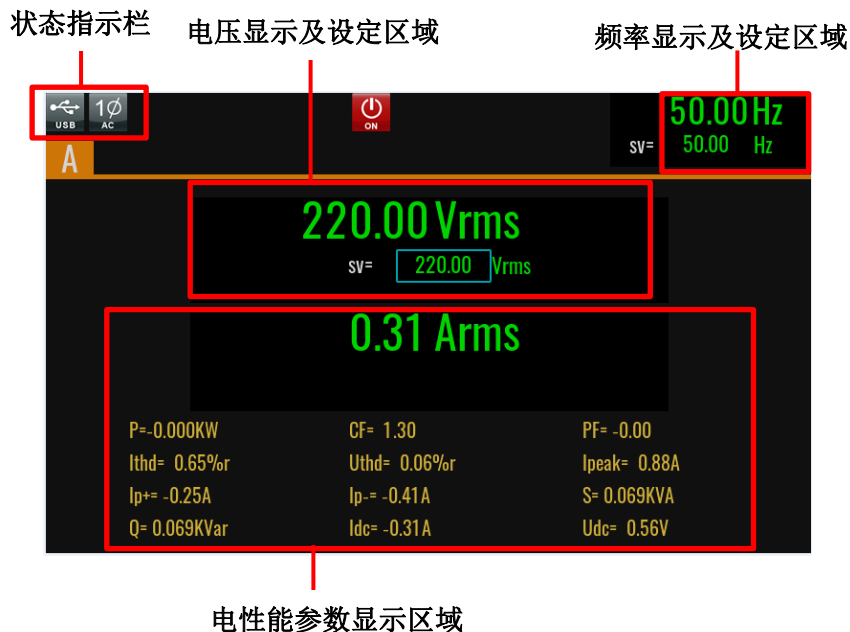 状态指示栏
电压显示及设定区域
频率显示及设定区域
USB
1Ø
AC
ON
50.00 Hz
SV= 50.00 Hz
A
220.00 Vrms
SV= 220.00 Vrms
0.31 Arms
P=-0.000KW CF= 1.30 PF= -0.00
Ithd= 0.65%r Uthd= 0.06%r Ipeak= 0.88A
Ip+= -0.25A Ip-= -0.41A S= 0.069KVA
Q= 0.069KVar Idc= -0.31A Udc= 0.56V
电性能参数显示区域